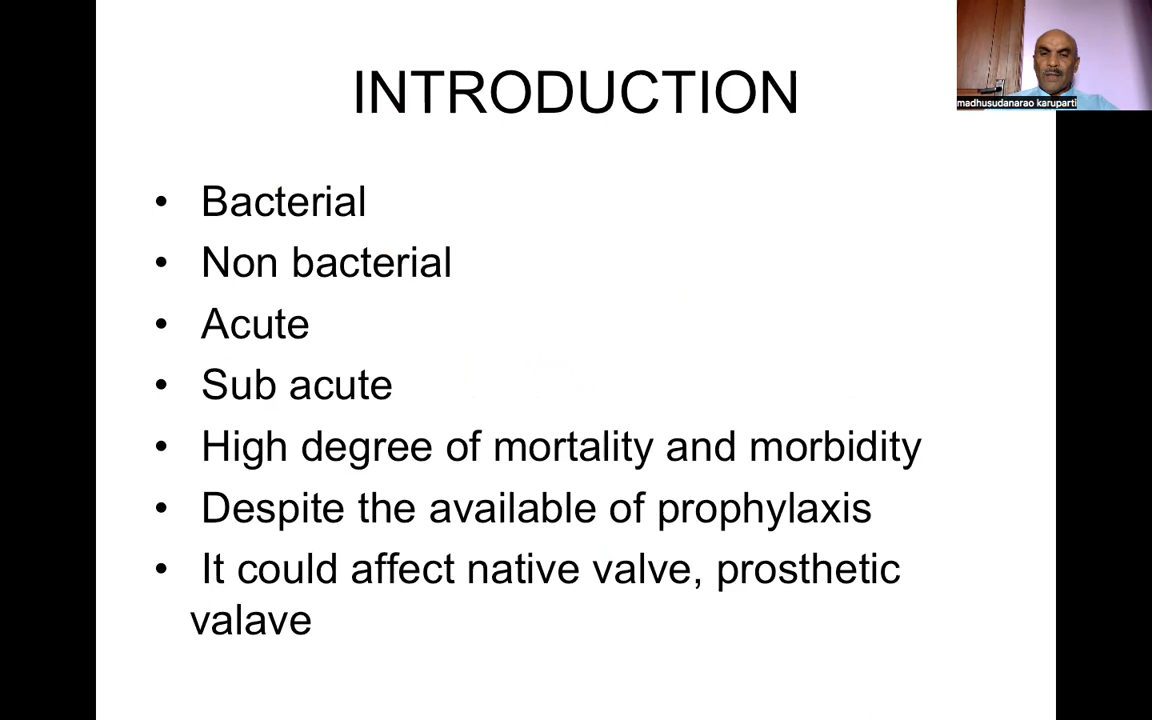 INTRODUCTION
madhusudanarao karuparti
• Bacterial
• Non bacterial
• Acute
• Sub acute
• High degree of mortality and morbidity
• Despite the available of prophylaxis
• It could affect native valve, prosthetic
valave